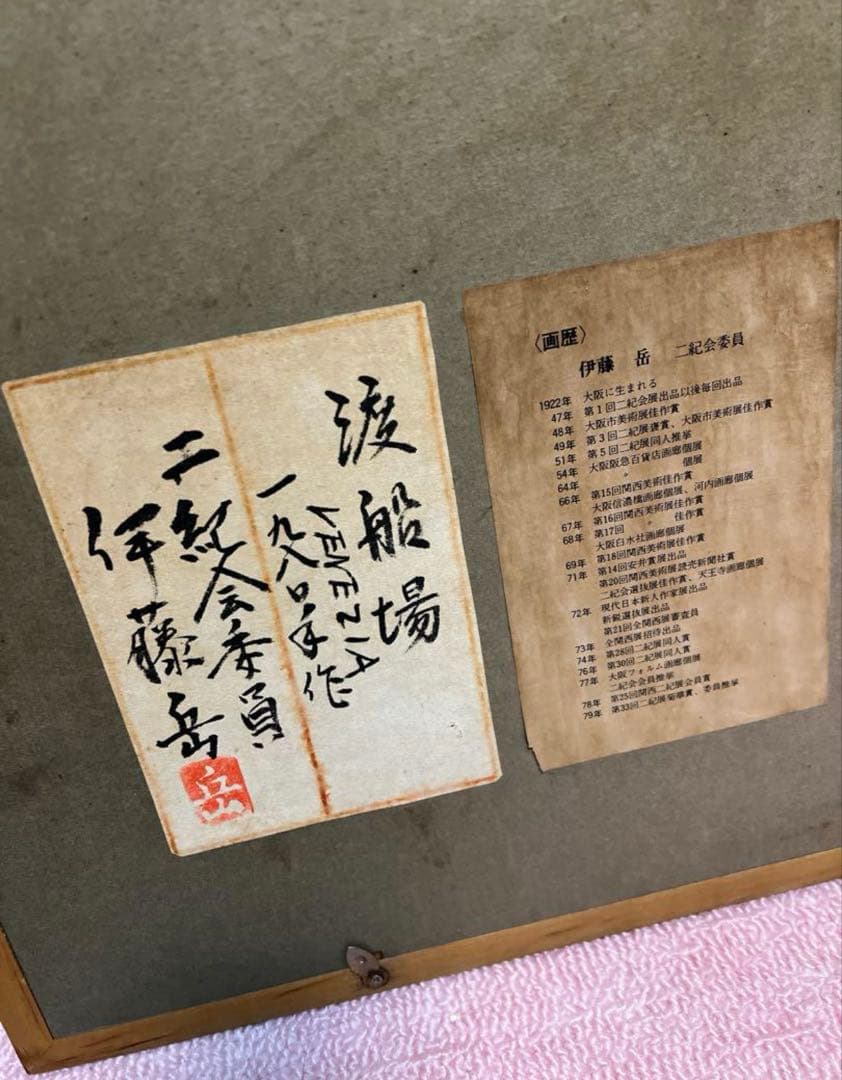 渡船場
VENEZIA
一九八〇年作
二紀会委員
伊藤岳
岳
〈画歴〉
伊藤 岳 二紀会委員
1922年 大阪に生まれる
47年 第1回二紀会展出品以後毎回出品
48年 大阪市美術展佳作賞
49年 第3回二紀展褒賞、大阪市美術展佳作賞
51年 第5回二紀展同人推挙
54年 大阪阪急百貨店画廊個展
64年 〃 個展
66年 第15回関西美術佳作賞
大阪信濃橋画廊個展、河内画廊個展
67年 第16回関西美術展佳作賞
68年 第17回 〃 佳作賞
大阪白水社画廊個展
69年 第18回関西美術展佳作賞
71年 第14回安井賞展出品
第20回関西美術展読売新聞社賞
二紀会選抜展佳作賞、天王寺画廊個展
72年 現代日本新人作家展出品
新鋭選抜展出品
第21回全関西展審査員
73年 全関西展招待出品
74年 第28回二紀展同人賞
76年 第30回二紀展同人賞
77年 大阪フォルム画廊個展
二紀会会員推挙
78年 第25回関西二紀展会員賞
79年 第33回二紀展菊華賞、委員推挙